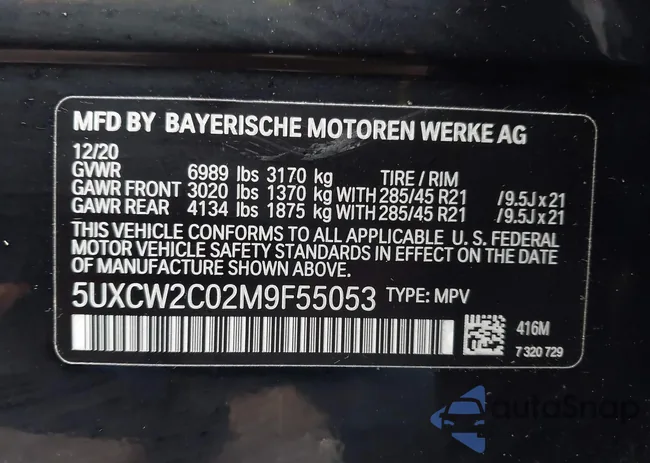 MFD BY BAYERISCHE MOTOREN WERKE AG
12/20
GVWR 6989 lbs 3170 kg TIRE / RIM
GAWR FRONT 3020 lbs 1370 kg WITH 285/45 R21 /9.5J x 21
GAWR REAR 4134 lbs 1875 kg WITH 285/45 R21 /9.5J x 21
THIS VEHICLE CONFORMS TO ALL APPLICABLE U. S. FEDERAL
MOTOR VEHICLE SAFETY STANDARDS IN EFFECT ON THE DATE
OF MANUFACTURE SHOWN ABOVE.
5UXCW2C02M9F55053 TYPE: MPV
416M
7 320 729
autoSnap